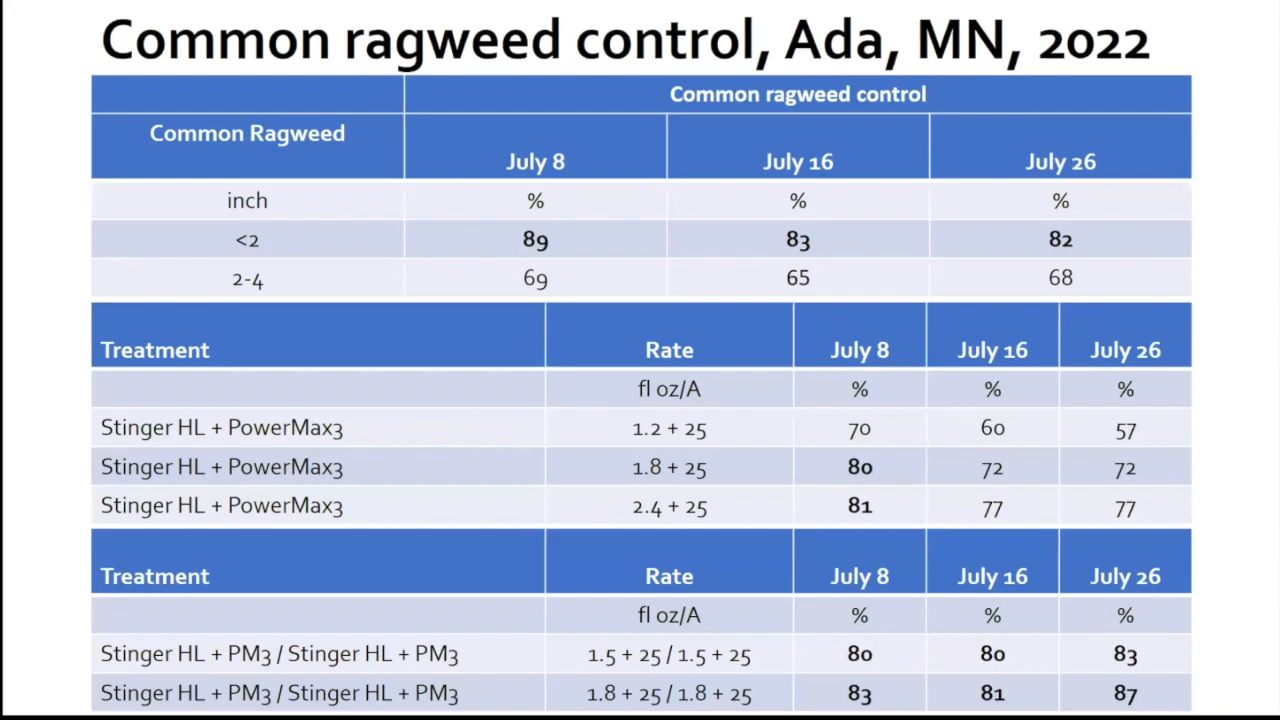 Common ragweed control, Ada, MN, 2022
Common ragweed control
Common Ragweed
July 8 July 16 July 26
inch % % %
<2 89 83 82
2-4 69 65 68
Treatment Rate July 8 July 16 July 26
fl oz/A % % %
Stinger HL + PowerMax3 1.2 + 25 70 60 57
Stinger HL + PowerMax3 1.8 + 25 80 72 72
Stinger HL + PowerMax3 2.4 + 25 81 77 77
Treatment Rate July 8 July 16 July 26
fl oz/A % % %
Stinger HL + PM3 / Stinger HL + PM3 1.5 + 25 / 1.5 + 25 80 80 83
Stinger HL + PM3 / Stinger HL + PM3 1.8 + 25 / 1.8 + 25 83 81 87